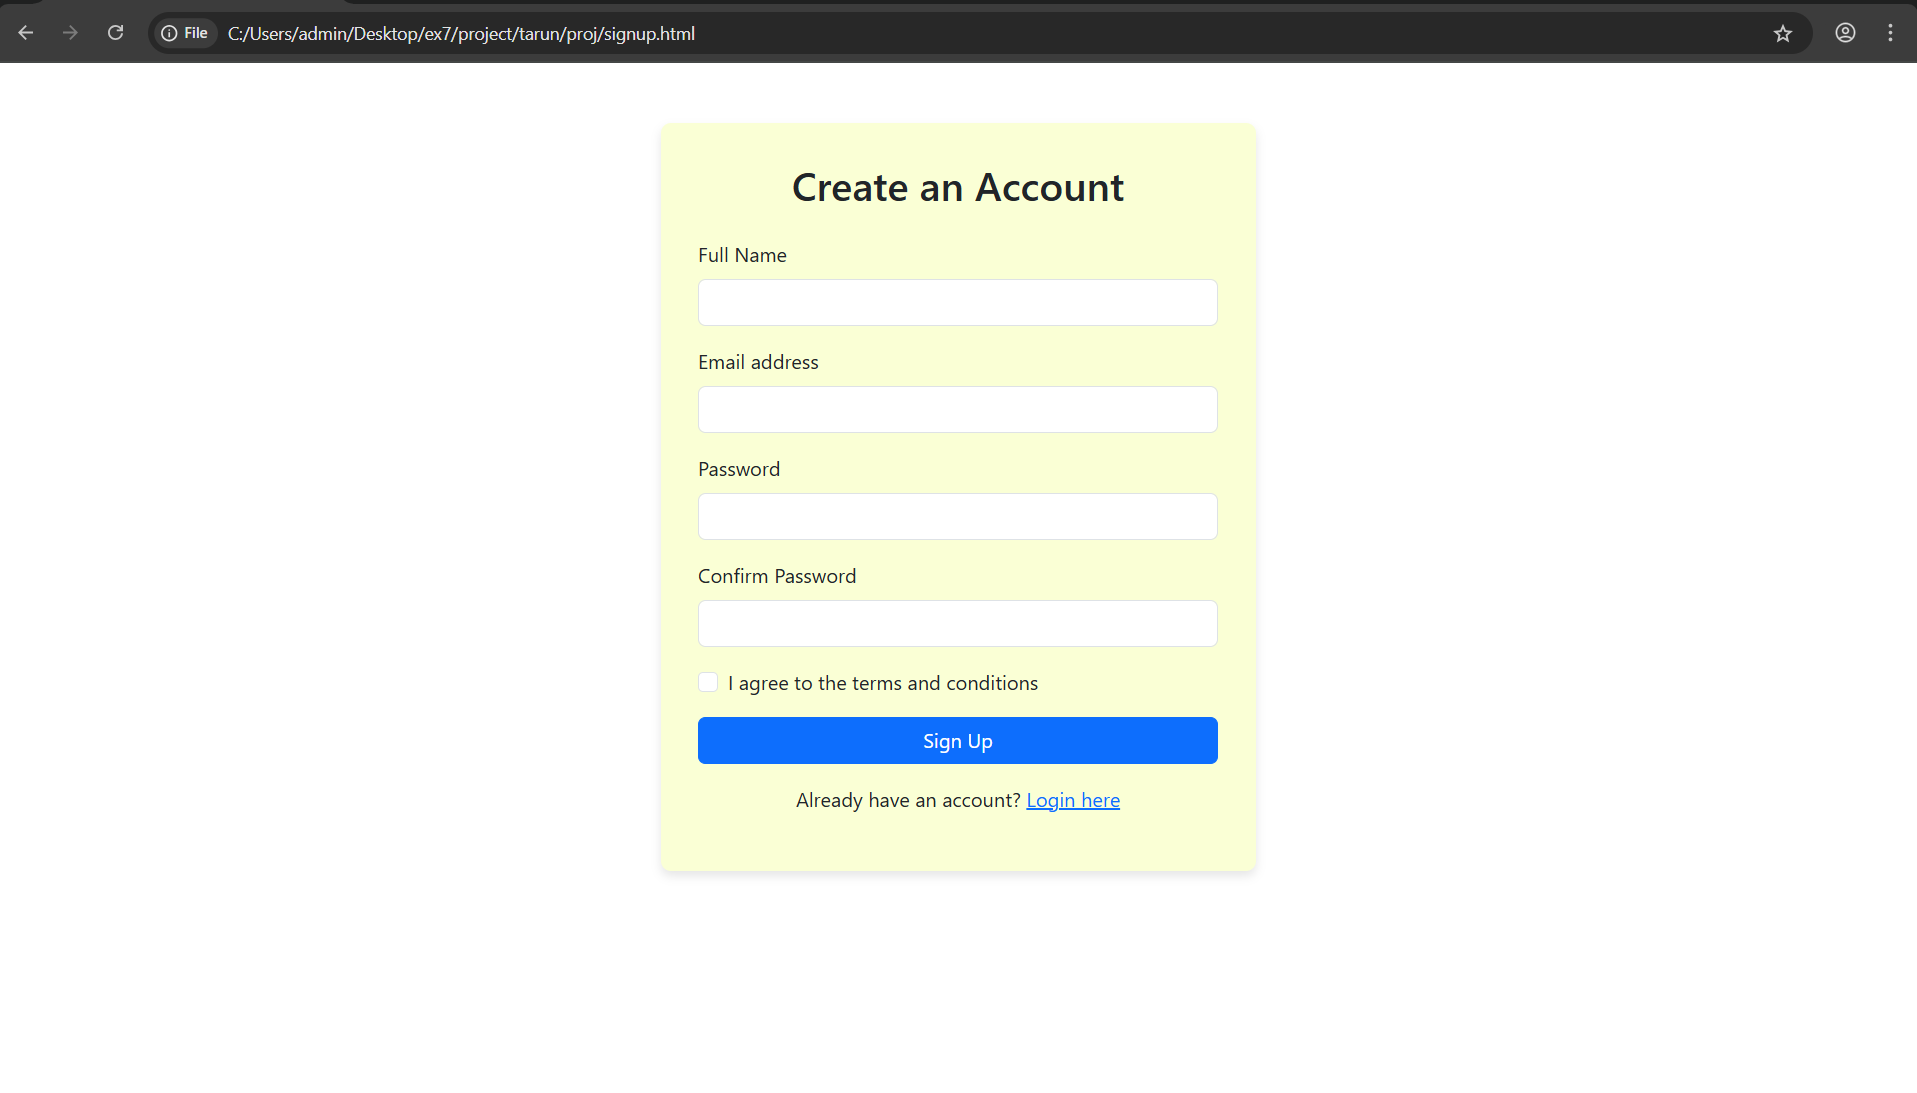 File C:/Users/admin/Desktop/ex7/project/tarun/proj/signup.html
Create an Account
Full Name
Email address
Password
Confirm Password
I agree to the terms and conditions
Sign Up
Already have an account? Login here